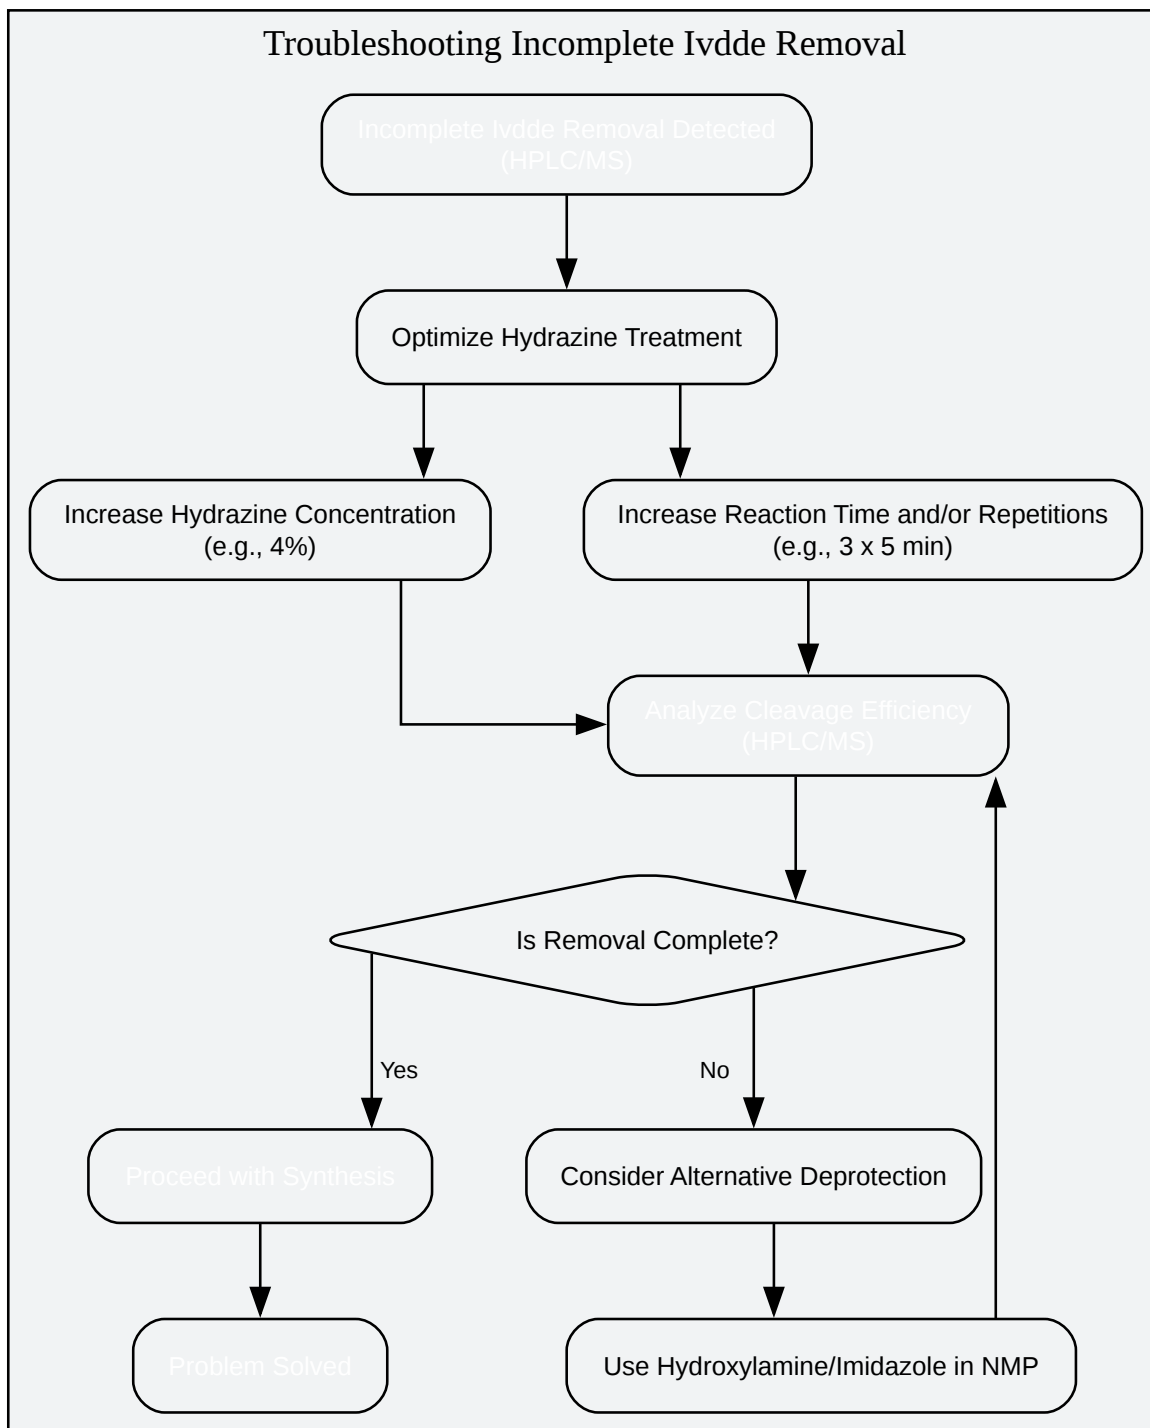 Troubleshooting Incomplete Ivdde Removal
Incomplete Ivdde Removal Detected
(HPLC/MS)
Optimize Hydrazine Treatment
Increase Hydrazine Concentration
(e.g., 4%)
Increase Reaction Time and/or Repetitions
(e.g., 3 x 5 min)
Analyze Cleavage Efficiency
(HPLC/MS)
Is Removal Complete?
Yes
No
Proceed with Synthesis
Consider Alternative Deprotection
Problem Solved
Use Hydroxylamine/Imidazole in NMP